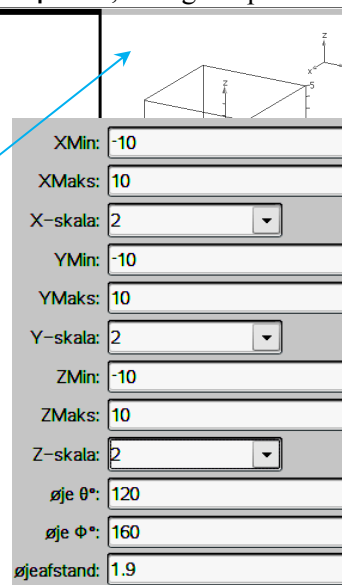 z
x
z
5
XMin: -10
XMaks: 10
X-skala: 2
YMin: -10
YMaks: 10
Y-skala: 2
ZMin: -10
ZMaks: 10
Z-skala: 2
øje θ°: 120
øje Φ°: 160
øjeafstand: 1.9